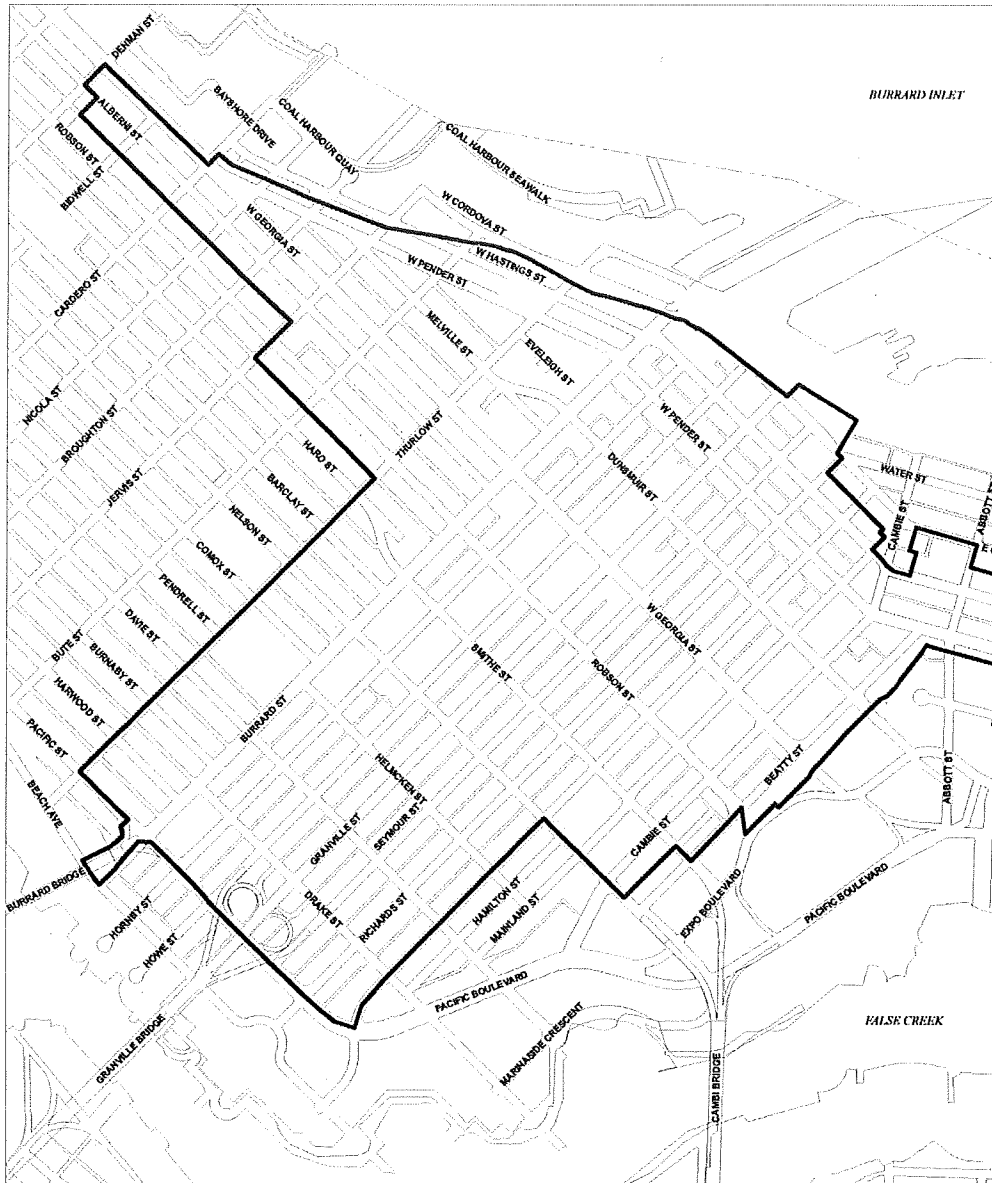 DENMAN ST
BURRARD INLET
ALBERNI ST
BAYSHORE DRIVE
COAL HARBOUR QUAY
COAL HARBOUR SEAWALK
ROBSON ST
BIDWELL ST
W CORDOVA ST
W GEORGIA ST
W HASTINGS ST
W PENDER ST
CARDERO ST
MELVILLE ST
EVELEIGH ST
NICOLA ST
BROUGHTON ST
THURLOW ST
W PENDER ST
HARO ST
DUNSMUIR ST
WATER ST
BARCLAY ST
JERVIS ST
ABBOTT ST
CAMBIE ST
NELSON ST
COMOX ST
PENDRELL ST
DAVIE ST
W GEORGIA ST
BUTE ST
BURNABY ST
SMITHE ST
ROBSON ST
HARWOOD ST
BURRARD ST
PACIFIC ST
BEATTY ST
HELMCKEN ST
ABBOTT ST
BEACH AVE
GRANVILLE ST
SEYMOUR ST
CAMBIE ST
BURRARD BRIDGE
HORNBY ST
DRAKE ST
RICHARDS ST
HAMILTON ST
MAINLAND ST
EXPO BOULEVARD
PACIFIC BOULEVARD
HOWE ST
PACIFIC BOULEVARD
GRANVILLE BRIDGE
MARINASIDE CRESCENT
FALSE CREEK
CAMBI BRIDGE